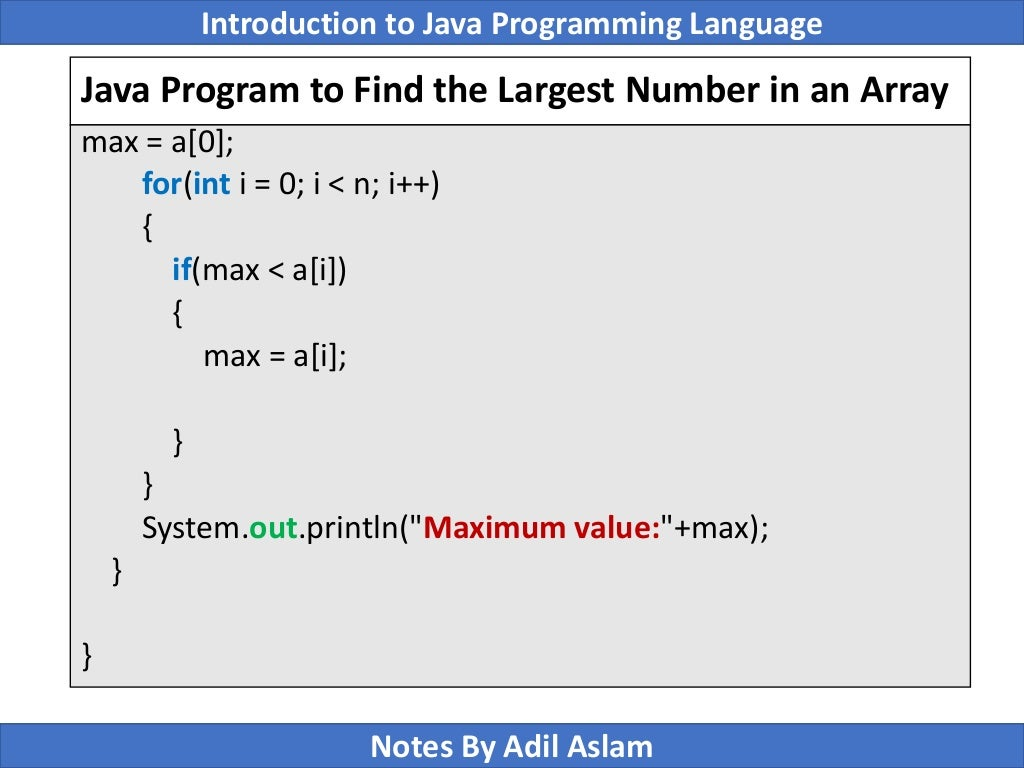 Introduction to Java Programming Language
Java Program to Find the Largest Number in an Array
max = a[0];
for(int i = 0; i < n; i++)
{
if(max < a[i])
{
max = a[i];
}
}
System.out.println("Maximum value:"+max);
}
}
Notes By Adil Aslam